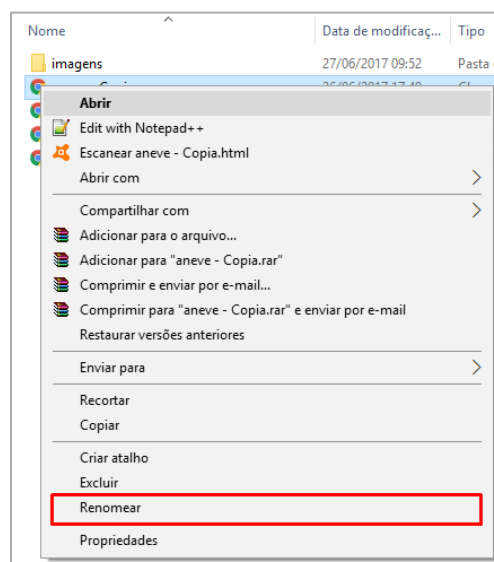 Nome Data de modificaç... Tipo
imagens 27/06/2017 09:52 Pasta
Abrir
Edit with Notepad++
Escanear aneve - Copia.html
Abrir com
Compartilhar com
Adicionar para o arquivo...
Adicionar para "aneve - Copia.rar"
Comprimir e enviar por e-mail...
Comprimir para "aneve - Copia.rar" e enviar por e-mail
Restaurar versões anteriores
Enviar para
Recortar
Copiar
Criar atalho
Excluir
Renomear
Propriedades